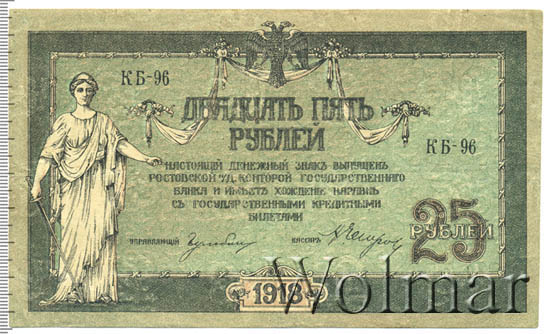 КБ-96
ДВАДЦАТЬ ПЯТЬ
РУБЛЕЙ
КБ-96
НАСТОЯЩІЙ ДЕНЕЖНЫЙ ЗНАКЪ ВЫПУЩЕНЪ
РОСТОВСКОЙ Н/Д. КОНТОРОЙ ГОСУДАРСТВЕННАГО
БАНКА И ИМѢЕТЪ ХОЖДЕНІЕ НАРАВНѢ
СЪ ГОСУДАРСТВЕННЫМИ КРЕДИТНЫМИ
БИЛЕТАМИ
УПРАВЛЯЮЩІЙ
КАССИРЪ
25
РУБЛЕЙ
1918
Wolmar